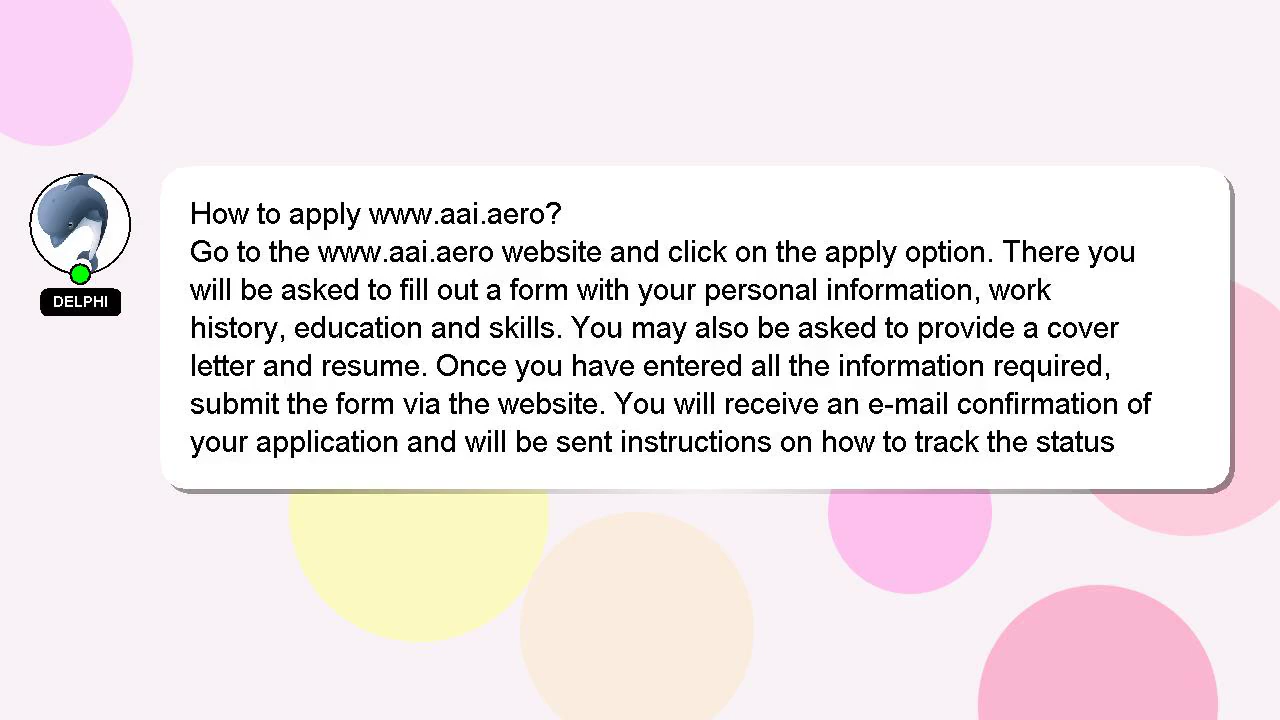 How to apply www.aai.aero?
Go to the www.aai.aero website and click on the apply option. There you
will be asked to fill out a form with your personal information, work
history, education and skills. You may also be asked to provide a cover
letter and resume. Once you have entered all the information required,
submit the form via the website. You will receive an e-mail confirmation of
your application and will be sent instructions on how to track the status
DELPHI